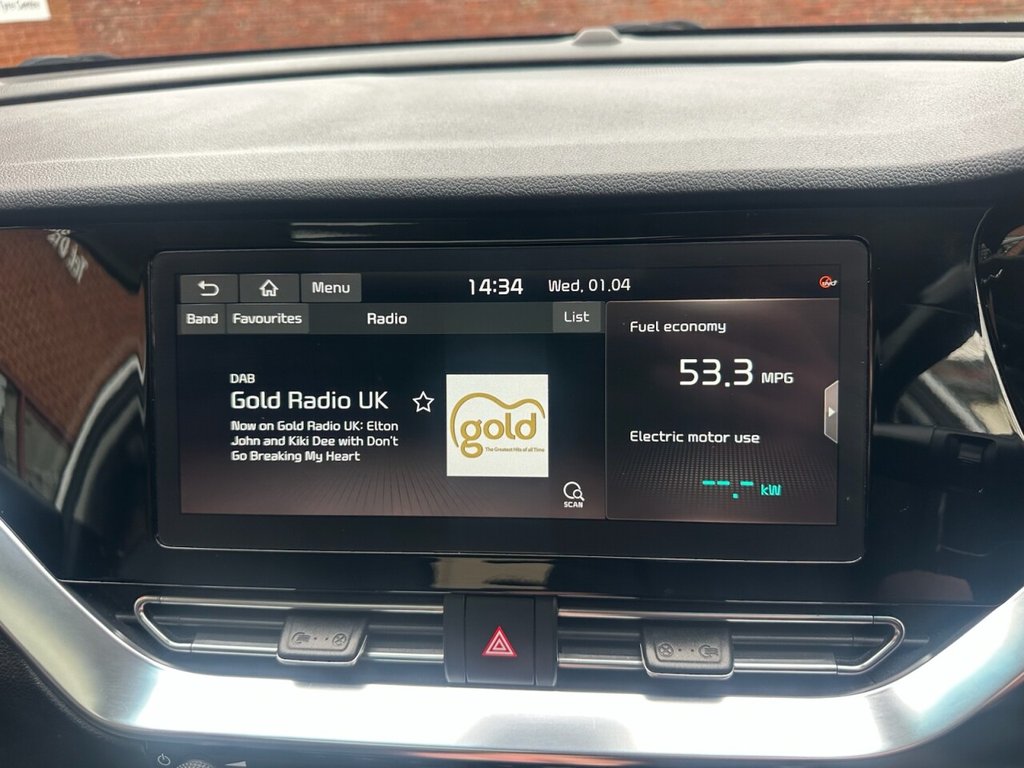 14:34 Wed, 01.04
Menu
Band Favourites Radio List
DAB
Gold Radio UK
Now on Gold Radio UK: Elton
John and Kiki Dee with Don't
Go Breaking My Heart
gold
The Greatest Hits of all Time
SCAN
Fuel economy
53.3 MPG
Electric motor use
--.- kW